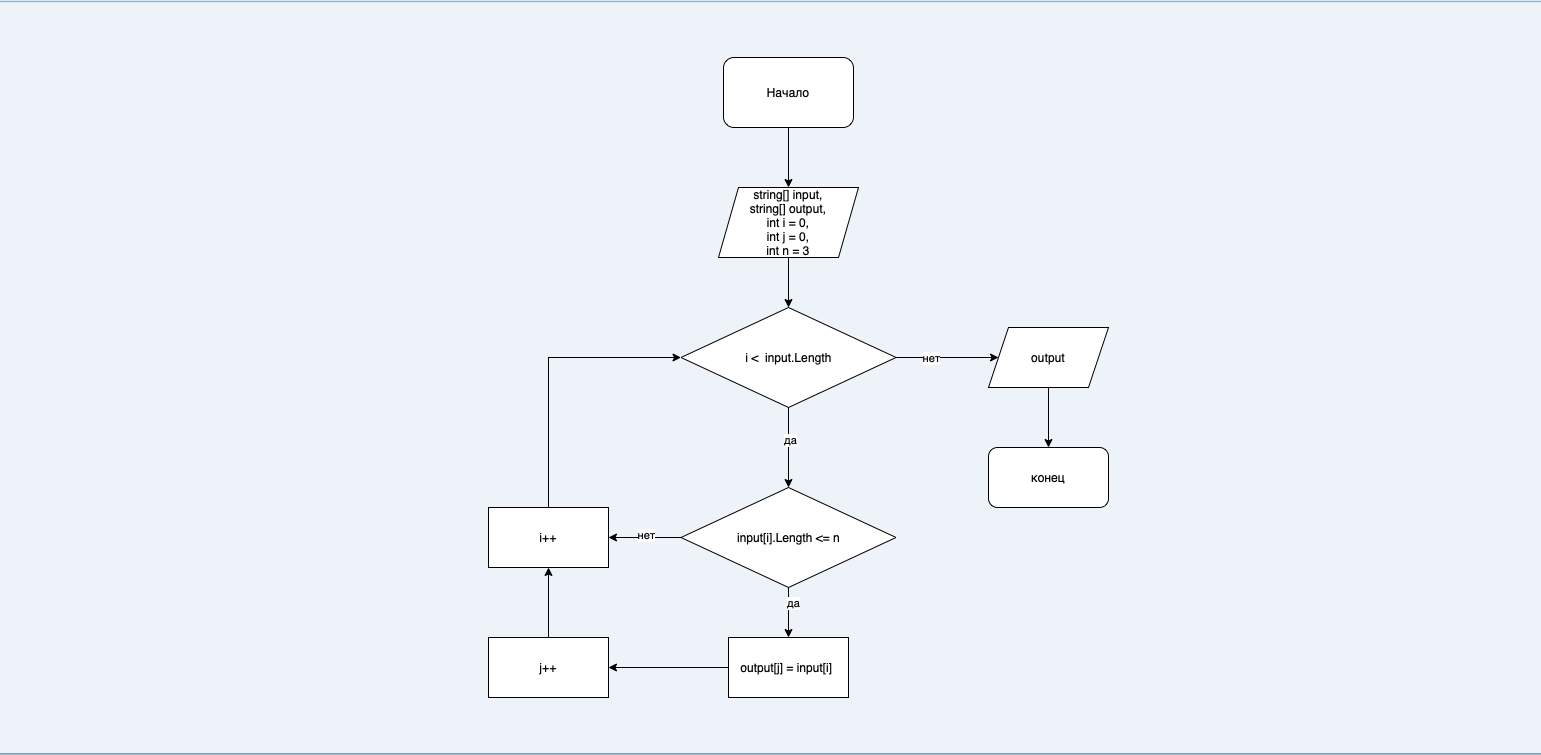 Начало
string[] input,
string[] output,
int i = 0,
int j = 0,
int n = 3
i < input.Length
нет
output
да
конец
input[i].Length <= n
нет
i++
да
output[j] = input[i]
j++